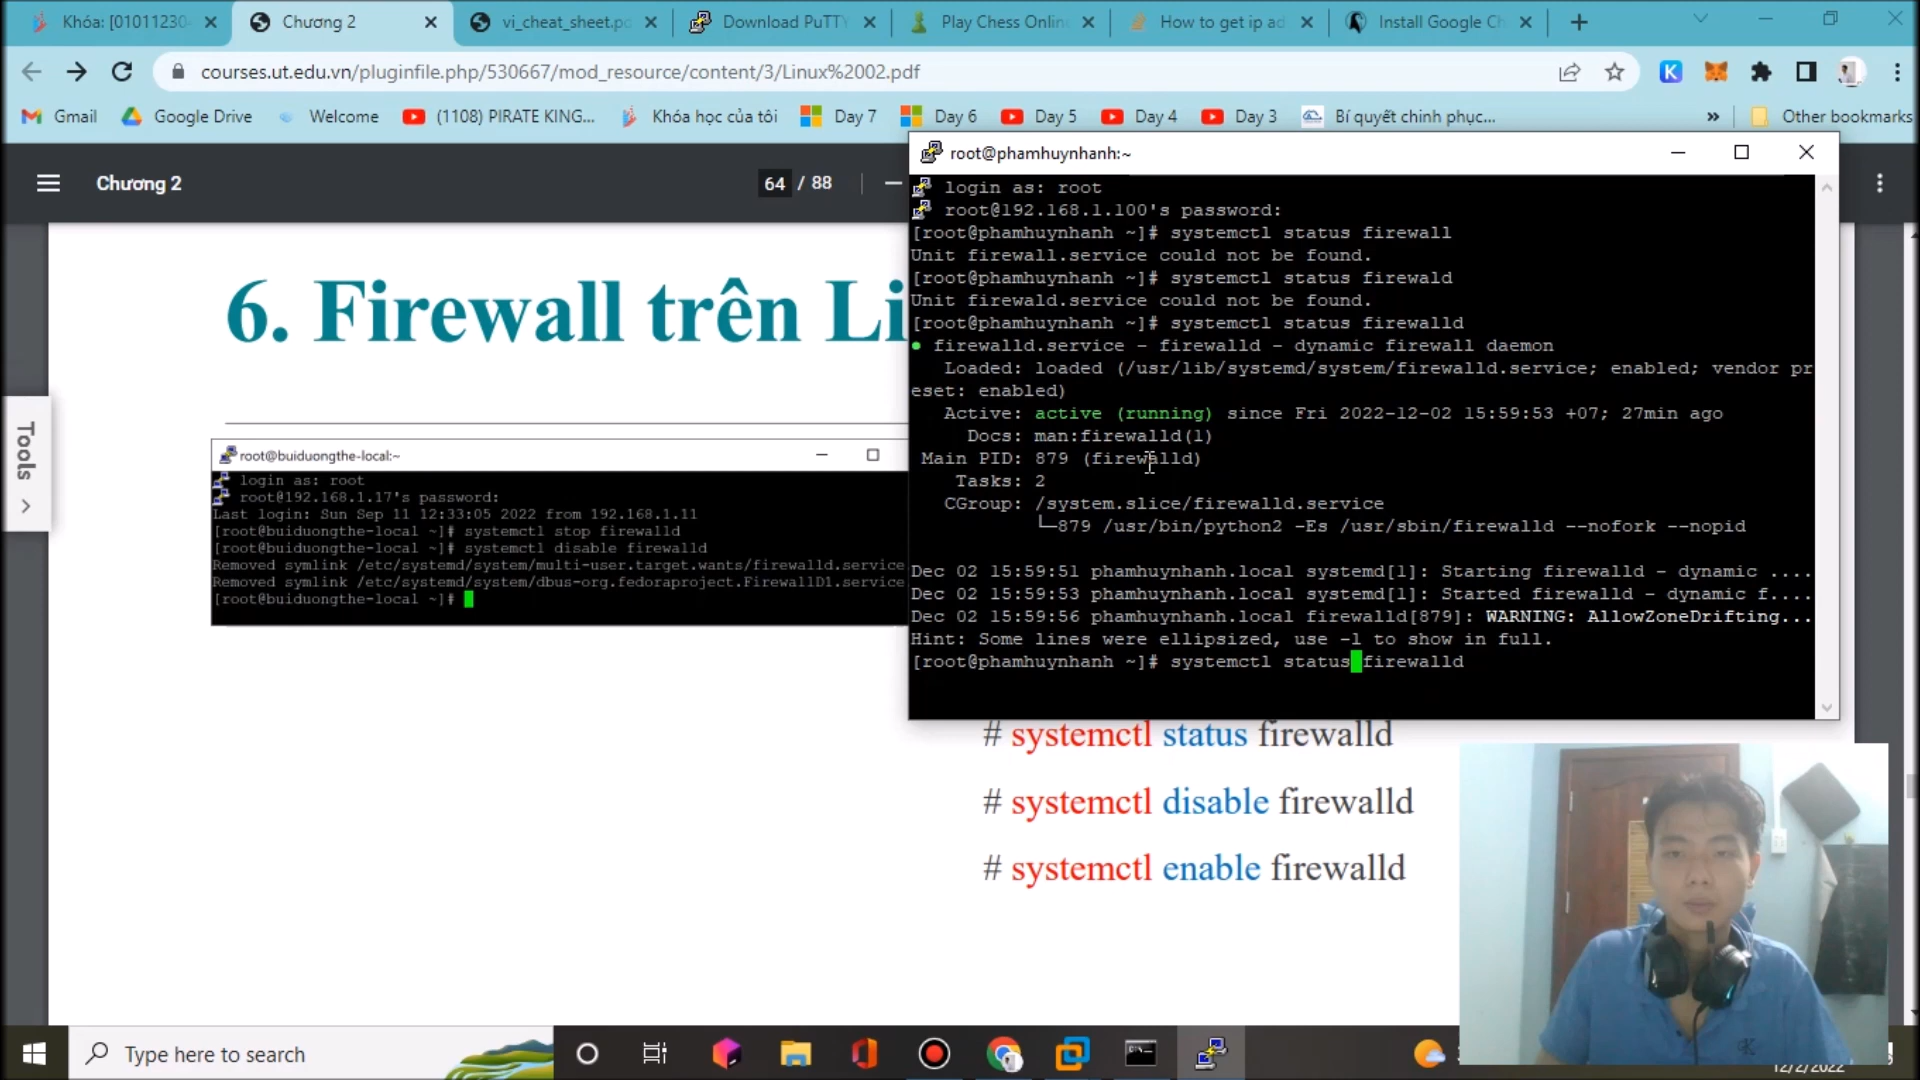 Khóa: [01011230
Chương 2
vi_cheat_sheet.pd
Download PuTTY
Play Chess Online
How to get ip ad
Install Google Ch
courses.ut.edu.vn/pluginfile.php/530667/mod_resource/content/3/Linux%2002.pdf
Gmail
Google Drive
Welcome
(1108) PIRATE KING...
Khóa học của tôi
Day 7
Day 6
Day 5
Day 4
Day 3
Bí quyết chinh phục...
»
Other bookmarks
Chương 2
64 / 88
Tools
6. Firewall trên Li
root@buiduongthe-local:~
login as: root
root@192.168.1.17's password:
Last login: Sun Sep 11 12:33:05 2022 from 192.168.1.11
[root@buiduongthe-local ~]# systemctl stop firewalld
[root@buiduongthe-local ~]# systemctl disable firewalld
Removed symlink /etc/systemd/system/multi-user.target.wants/firewalld.service
Removed symlink /etc/systemd/system/dbus-org.fedoraproject.FirewallD1.service
[root@buiduongthe-local ~]#
root@phamhuynhanh:~
login as: root
root@192.168.1.100's password:
[root@phamhuynhanh ~]# systemctl status firewall
Unit firewall.service could not be found.
[root@phamhuynhanh ~]# systemctl status firewald
Unit firewald.service could not be found.
[root@phamhuynhanh ~]# systemctl status firewalld
● firewalld.service - firewalld - dynamic firewall daemon
Loaded: loaded (/usr/lib/systemd/system/firewalld.service; enabled; vendor pr
eset: enabled)
Active: active (running) since Fri 2022-12-02 15:59:53 +07; 27min ago
Docs: man:firewalld(1)
Main PID: 879 (firewalld)
Tasks: 2
CGroup: /system.slice/firewalld.service
└─879 /usr/bin/python2 -Es /usr/sbin/firewalld --nofork --nopid
Dec 02 15:59:51 phamhuynhanh.local systemd[1]: Starting firewalld - dynamic ....
Dec 02 15:59:53 phamhuynhanh.local systemd[1]: Started firewalld - dynamic f....
Dec 02 15:59:56 phamhuynhanh.local firewalld[879]: WARNING: AllowZoneDrifting...
Hint: Some lines were ellipsized, use -l to show in full.
[root@phamhuynhanh ~]# systemctl status firewalld
# systemctl status firewalld
# systemctl disable firewalld
# systemctl enable firewalld
Type here to search
12/2/2022